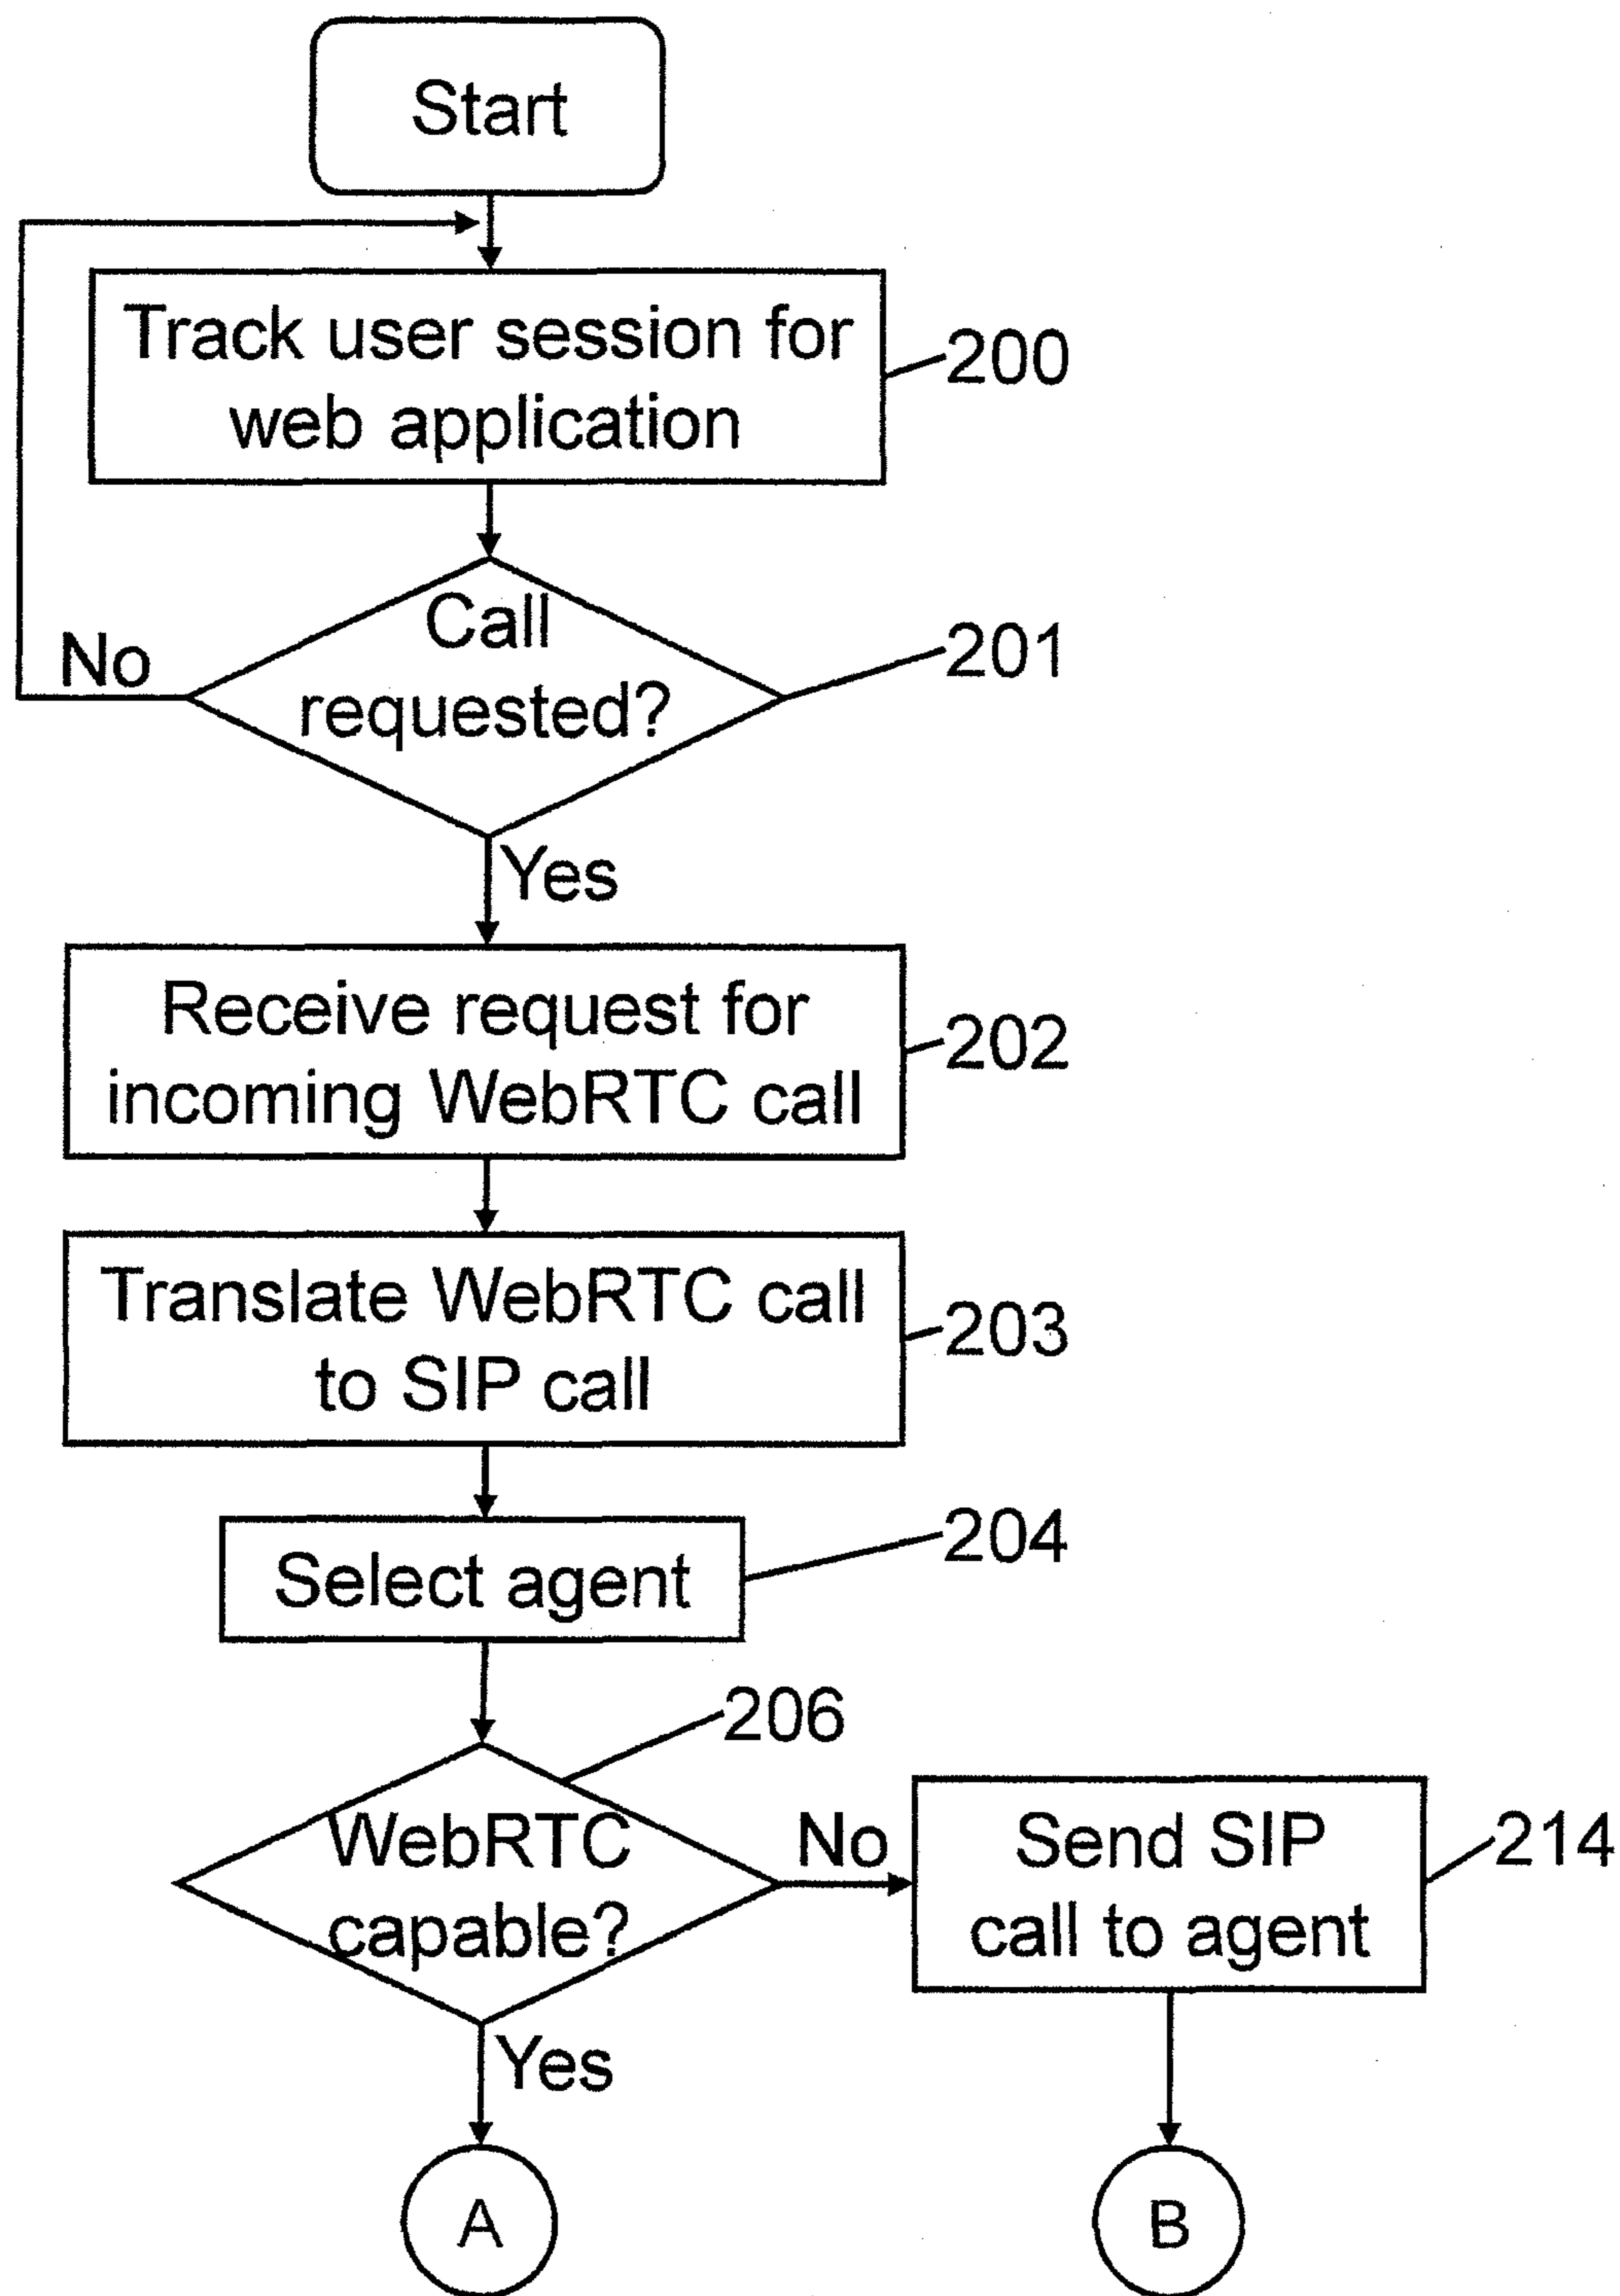 Start
Track user session for
web application
200
Call
requested?
201
No
Yes
Receive request for
incoming WebRTC call
202
Translate WebRTC call
to SIP call
203
Select agent
204
206
WebRTC
capable?
No
Send SIP
call to agent
214
Yes
A
B